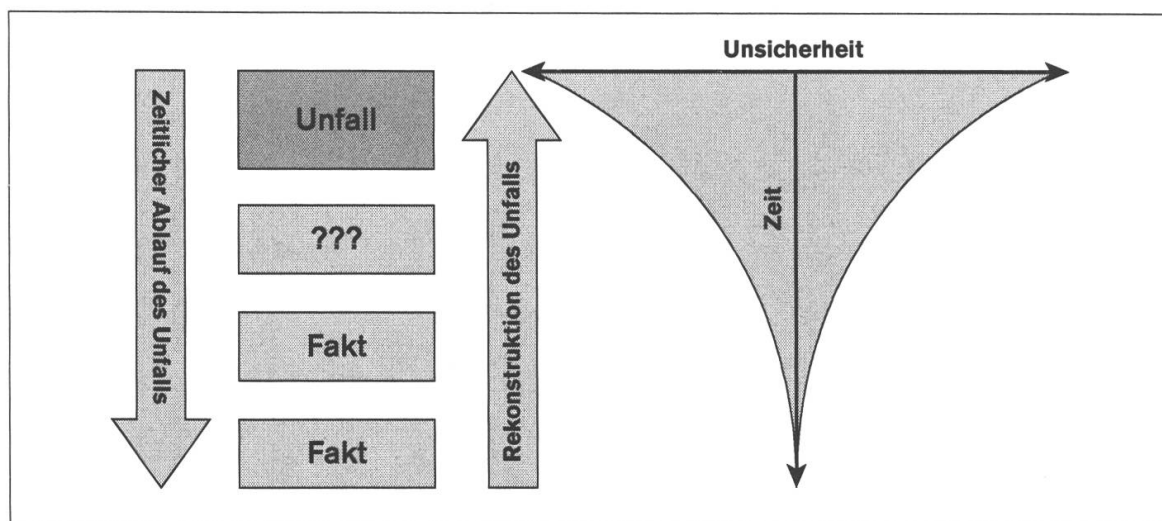 Unsicherheit
Zeitlicher Ablauf des Unfalls
Unfall
???
Fakt
Fakt
Rekonstruktion des Unfalls
Zeit